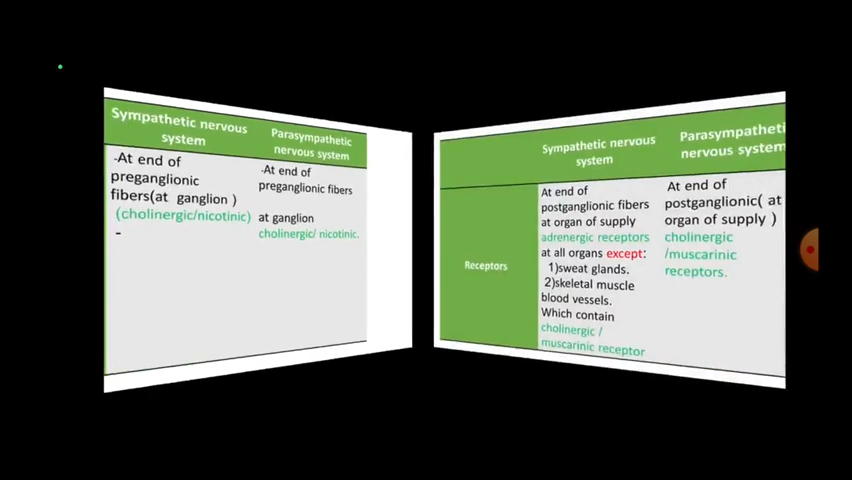 Sympathetic nervous
system
Parasympathetic
nervous system
-At end of
preganglionic
fibers(at ganglion )
(cholinergic/nicotinic)
-
-At end of
preganglionic fibers
at ganglion
cholinergic/ nicotinic.
Sympathetic nervous
system
Parasympatheti
nervous system
Receptors
At end of
postganglionic fibers
at organ of supply
adrenergic receptors
at all organs except:
1)sweat glands.
2)skeletal muscle
blood vessels.
Which contain
cholinergic /
muscarinic receptor
At end of
postganglionic( at
organ of supply )
cholinergic
/muscarinic
receptors.